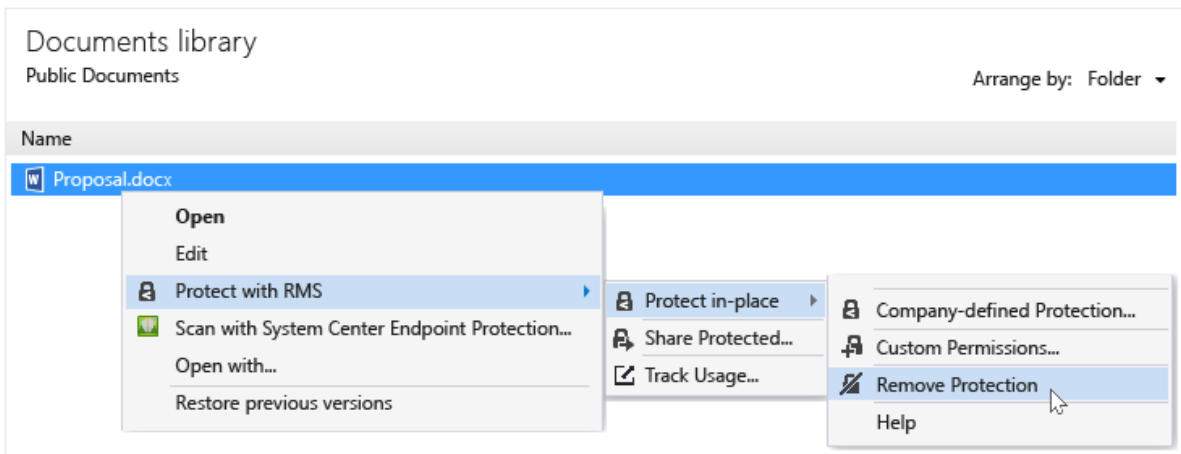 Documents library
Public Documents
Arrange by: Folder
Name
Proposal.docx
Open
Edit
Protect with RMS
Scan with System Center Endpoint Protection...
Open with...
Restore previous versions
Protect in-place
Share Protected...
Track Usage...
Company-defined Protection...
Custom Permissions...
Remove Protection
Help